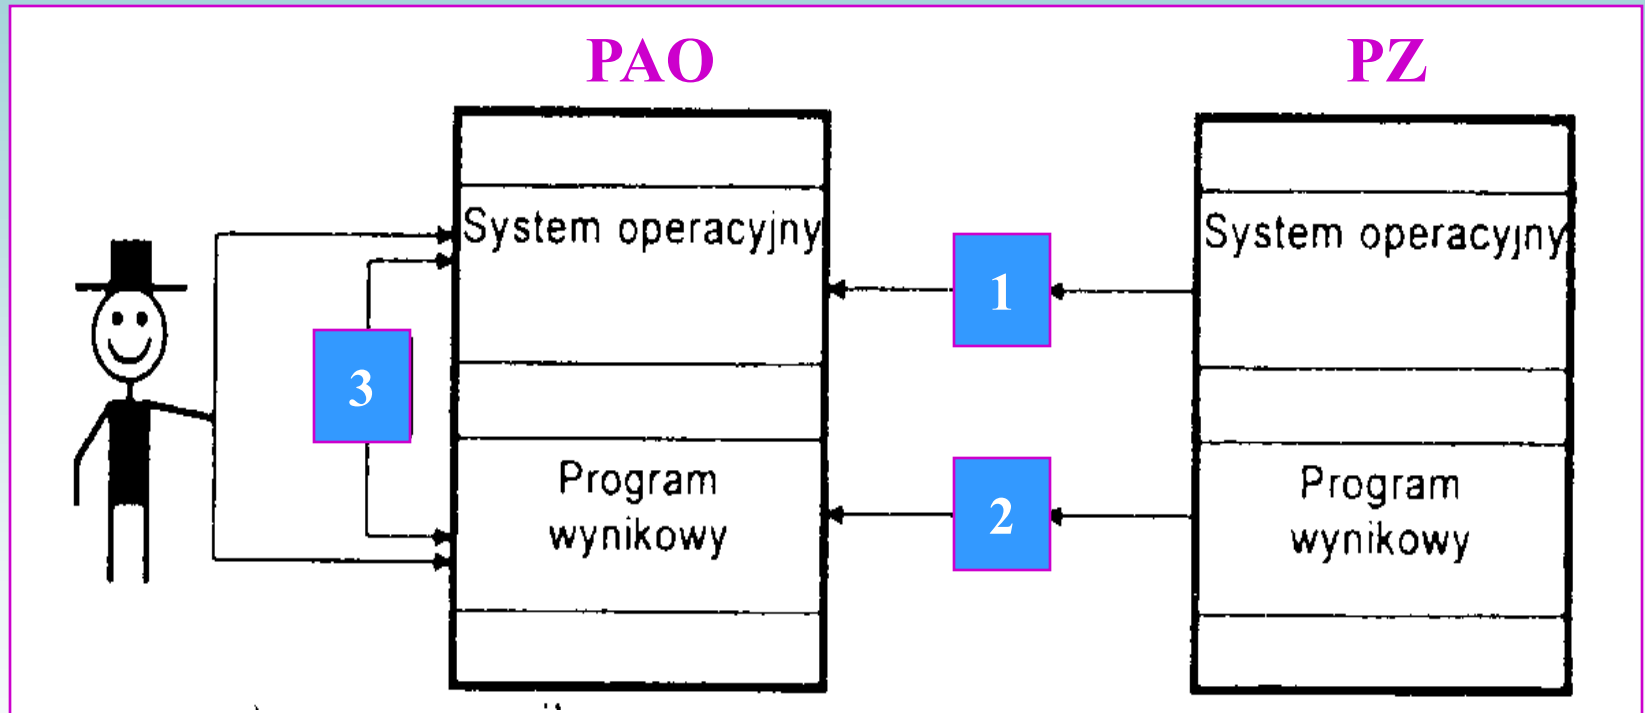 PAO
PZ
System operacyjny
System operacyjny
1
3
Program
wynikowy
2
Program
wynikowy